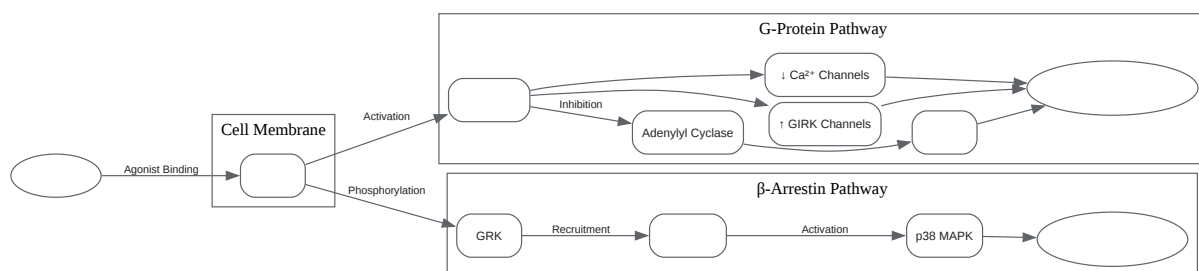 G-Protein Pathway
↓ Ca²⁺ Channels
Inhibition
Activation
Adenylyl Cyclase
↑ GIRK Channels
Cell Membrane
Agonist Binding
Phosphorylation
β-Arrestin Pathway
GRK
Recruitment
Activation
p38 MAPK